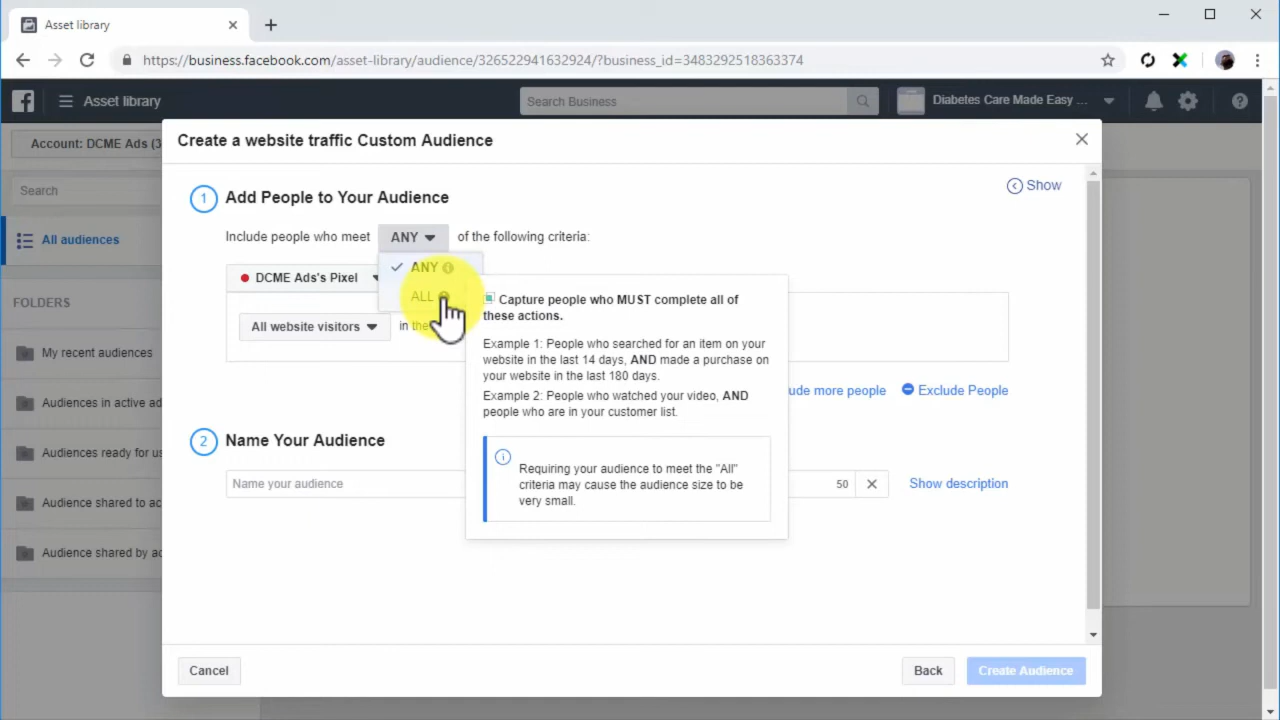 Asset library
https://business.facebook.com/asset-library/audience/326522941632924/?business_id=3483292518363374
Asset library
Search Business
Diabetes Care Made Easy ...
Account: DCME Ads (3
Create a website traffic Custom Audience
Search
1 Add People to Your Audience
Show
Include people who meet ANY of the following criteria:
All audiences
ANY
DCME Ads's Pixel
ALL
Capture people who MUST complete all of
these actions.
FOLDERS
All website visitors in the
Example 1: People who searched for an item on your
website in the last 14 days, AND made a purchase on
your website in the last 180 days.
Example 2: People who watched your video, AND
people who are in your customer list.
My recent audiences
ude more people Exclude People
Audiences in active ad
2 Name Your Audience
Audiences ready for us
Requiring your audience to meet the "All"
criteria may cause the audience size to be
very small.
Name your audience 50 Show description
Audience shared to ac
Audience shared by ac
Cancel Back Create Audience